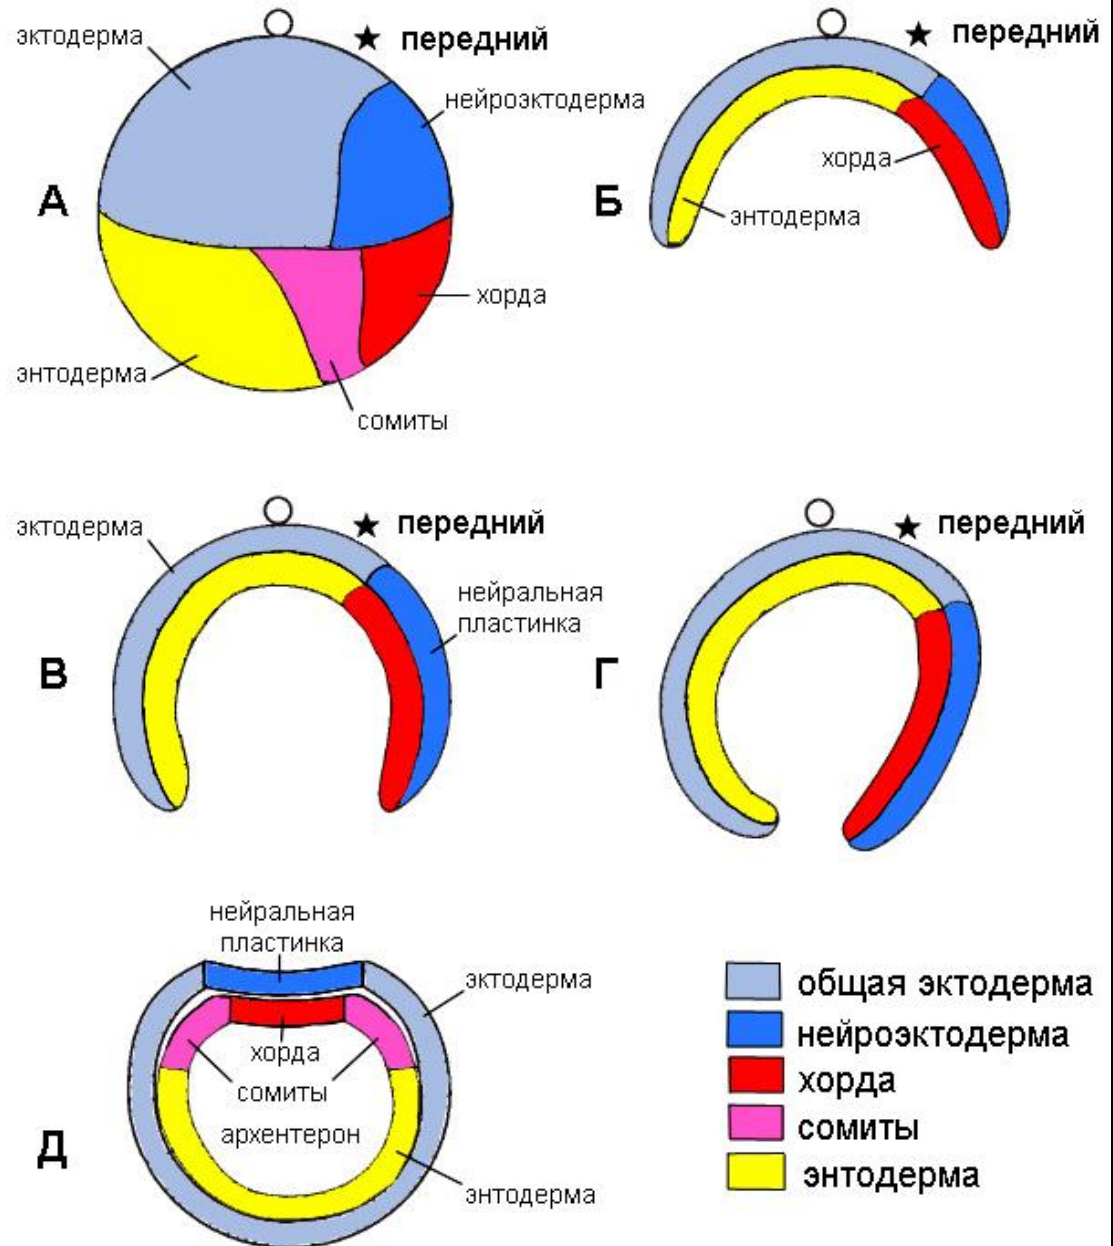 эктодерма
★ передний
нейроэктодерма
А
хорда
энтодерма
сомиты
★ передний
хорда
Б
энтодерма
эктодерма
★ передний
нейральная
пластинка
В
★ передний
Г
нейральная
пластинка
эктодерма
хорда
сомиты
архентерон
Д
энтодерма
общая эктодерма
нейроэктодерма
хорда
сомиты
энтодерма